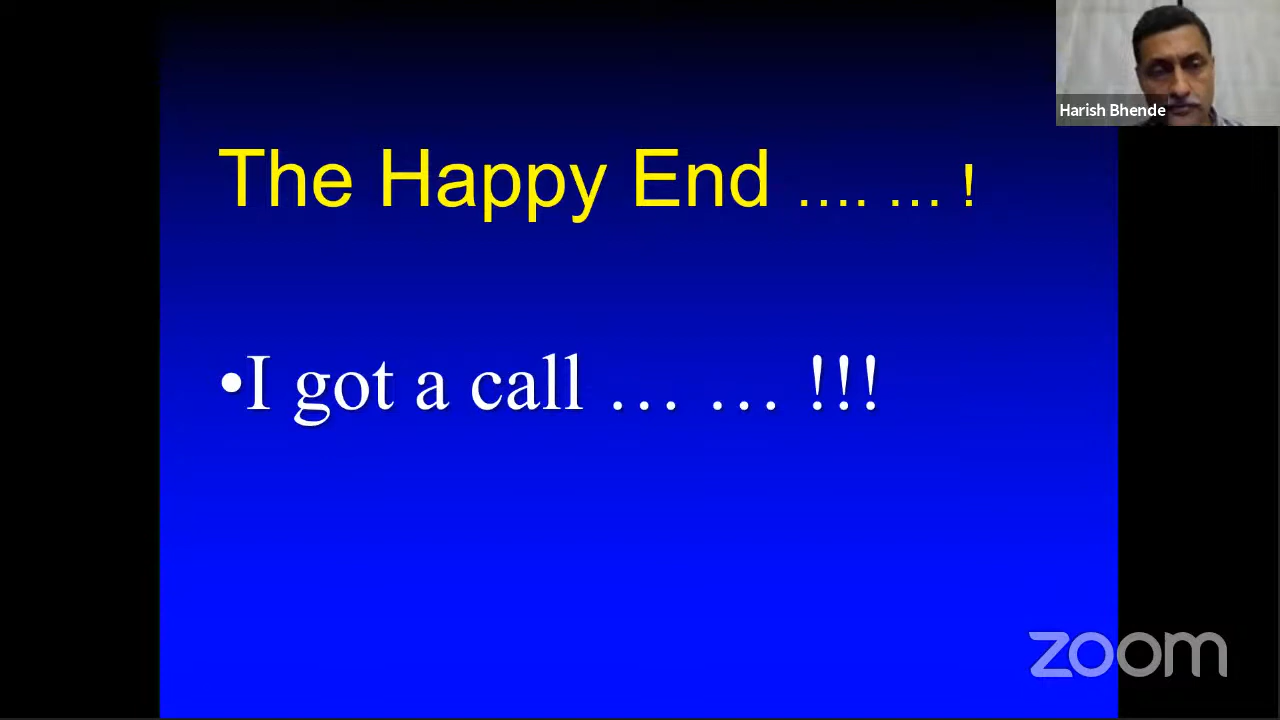 Harish Bhende
The Happy End .... ... !
•I got a call … … !!!
zoom